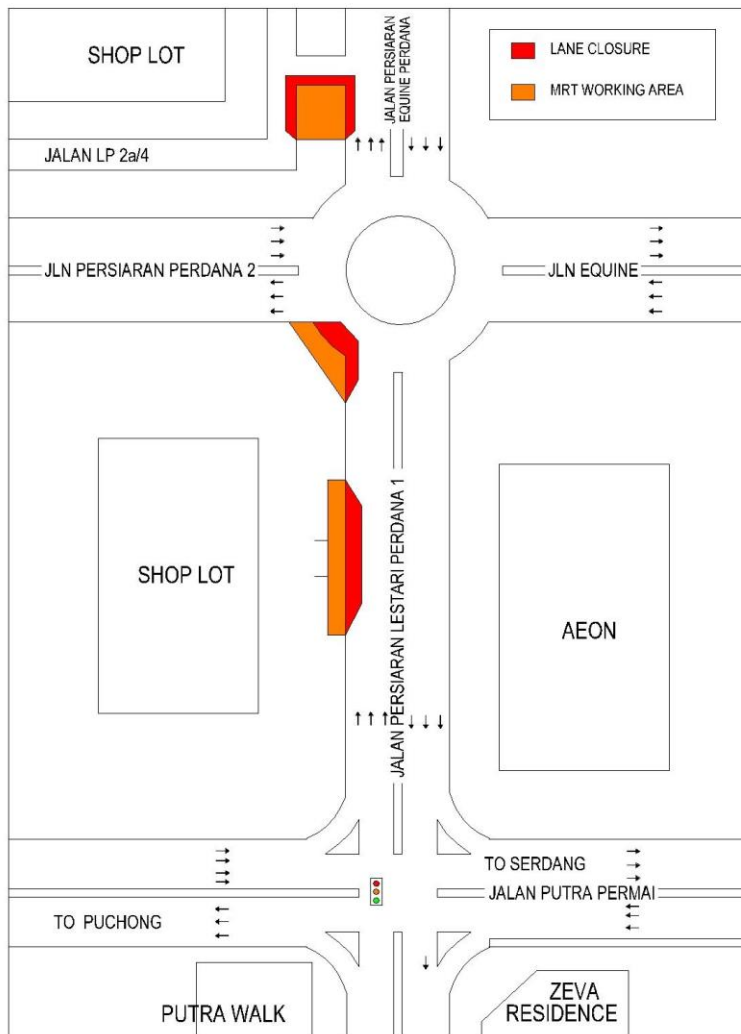 SHOP LOT
JALAN PERSIARAN
EQUINE PERDANA
LANE CLOSURE
MRT WORKING AREA
JALAN LP 2a/4
JLN PERSIARAN PERDANA 2
JLN EQUINE
JALAN PERSIARAN LESTARI PERDANA 1
SHOP LOT
AEON
TO SERDANG
JALAN PUTRA PERMAI
TO PUCHONG
PUTRA WALK
ZEVA
RESIDENCE